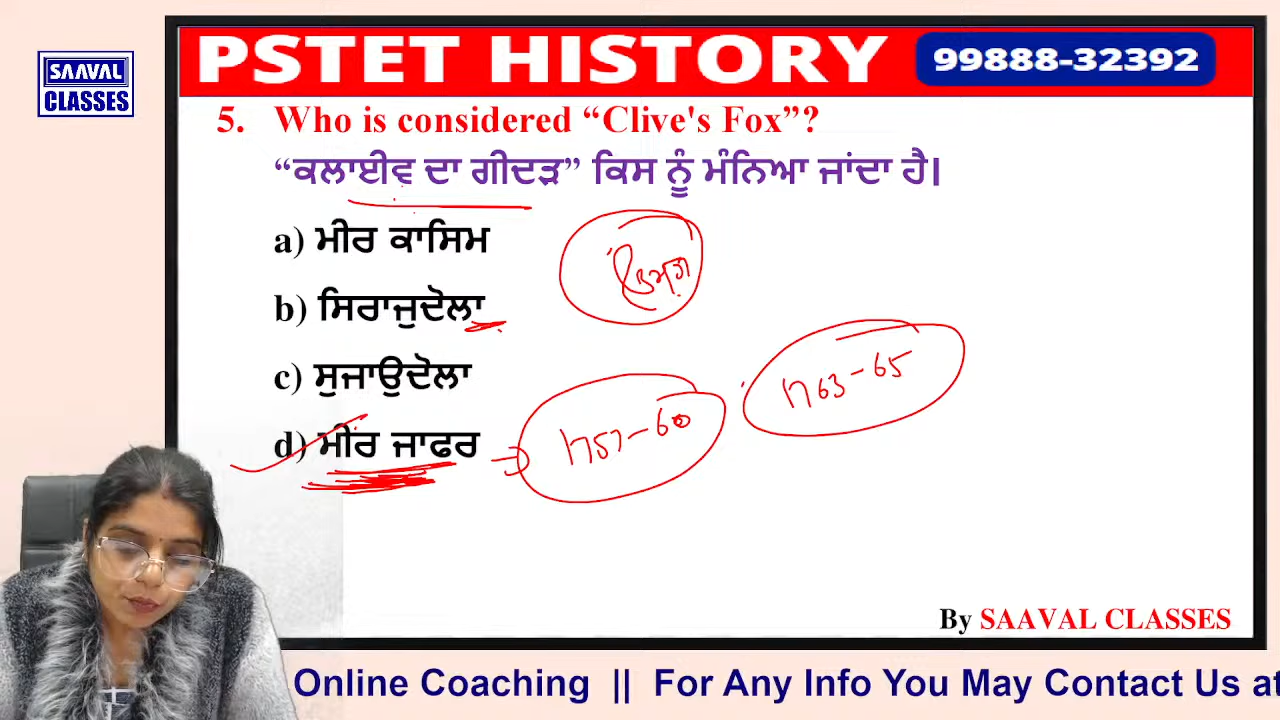 SAAVAL
CLASSES
PSTET HISTORY
99888-32392
5. Who is considered “Clive's Fox”?
“ਕਲਾਈਵ ਦਾ ਗੀਦੜ” ਕਿਸ ਨੂੰ ਮੰਨਿਆ ਜਾਂਦਾ ਹੈ।
a) ਮੀਰ ਕਾਸਿਮ
b) ਸਿਰਾਜੁਦੋਲਾ
c) ਸੁਜਾਉਦੋਲਾ
1763-65
d) ਮੀਰ ਜਾਫਰ
1757-60
By SAAVAL CLASSES
Online Coaching || For Any Info You May Contact Us at